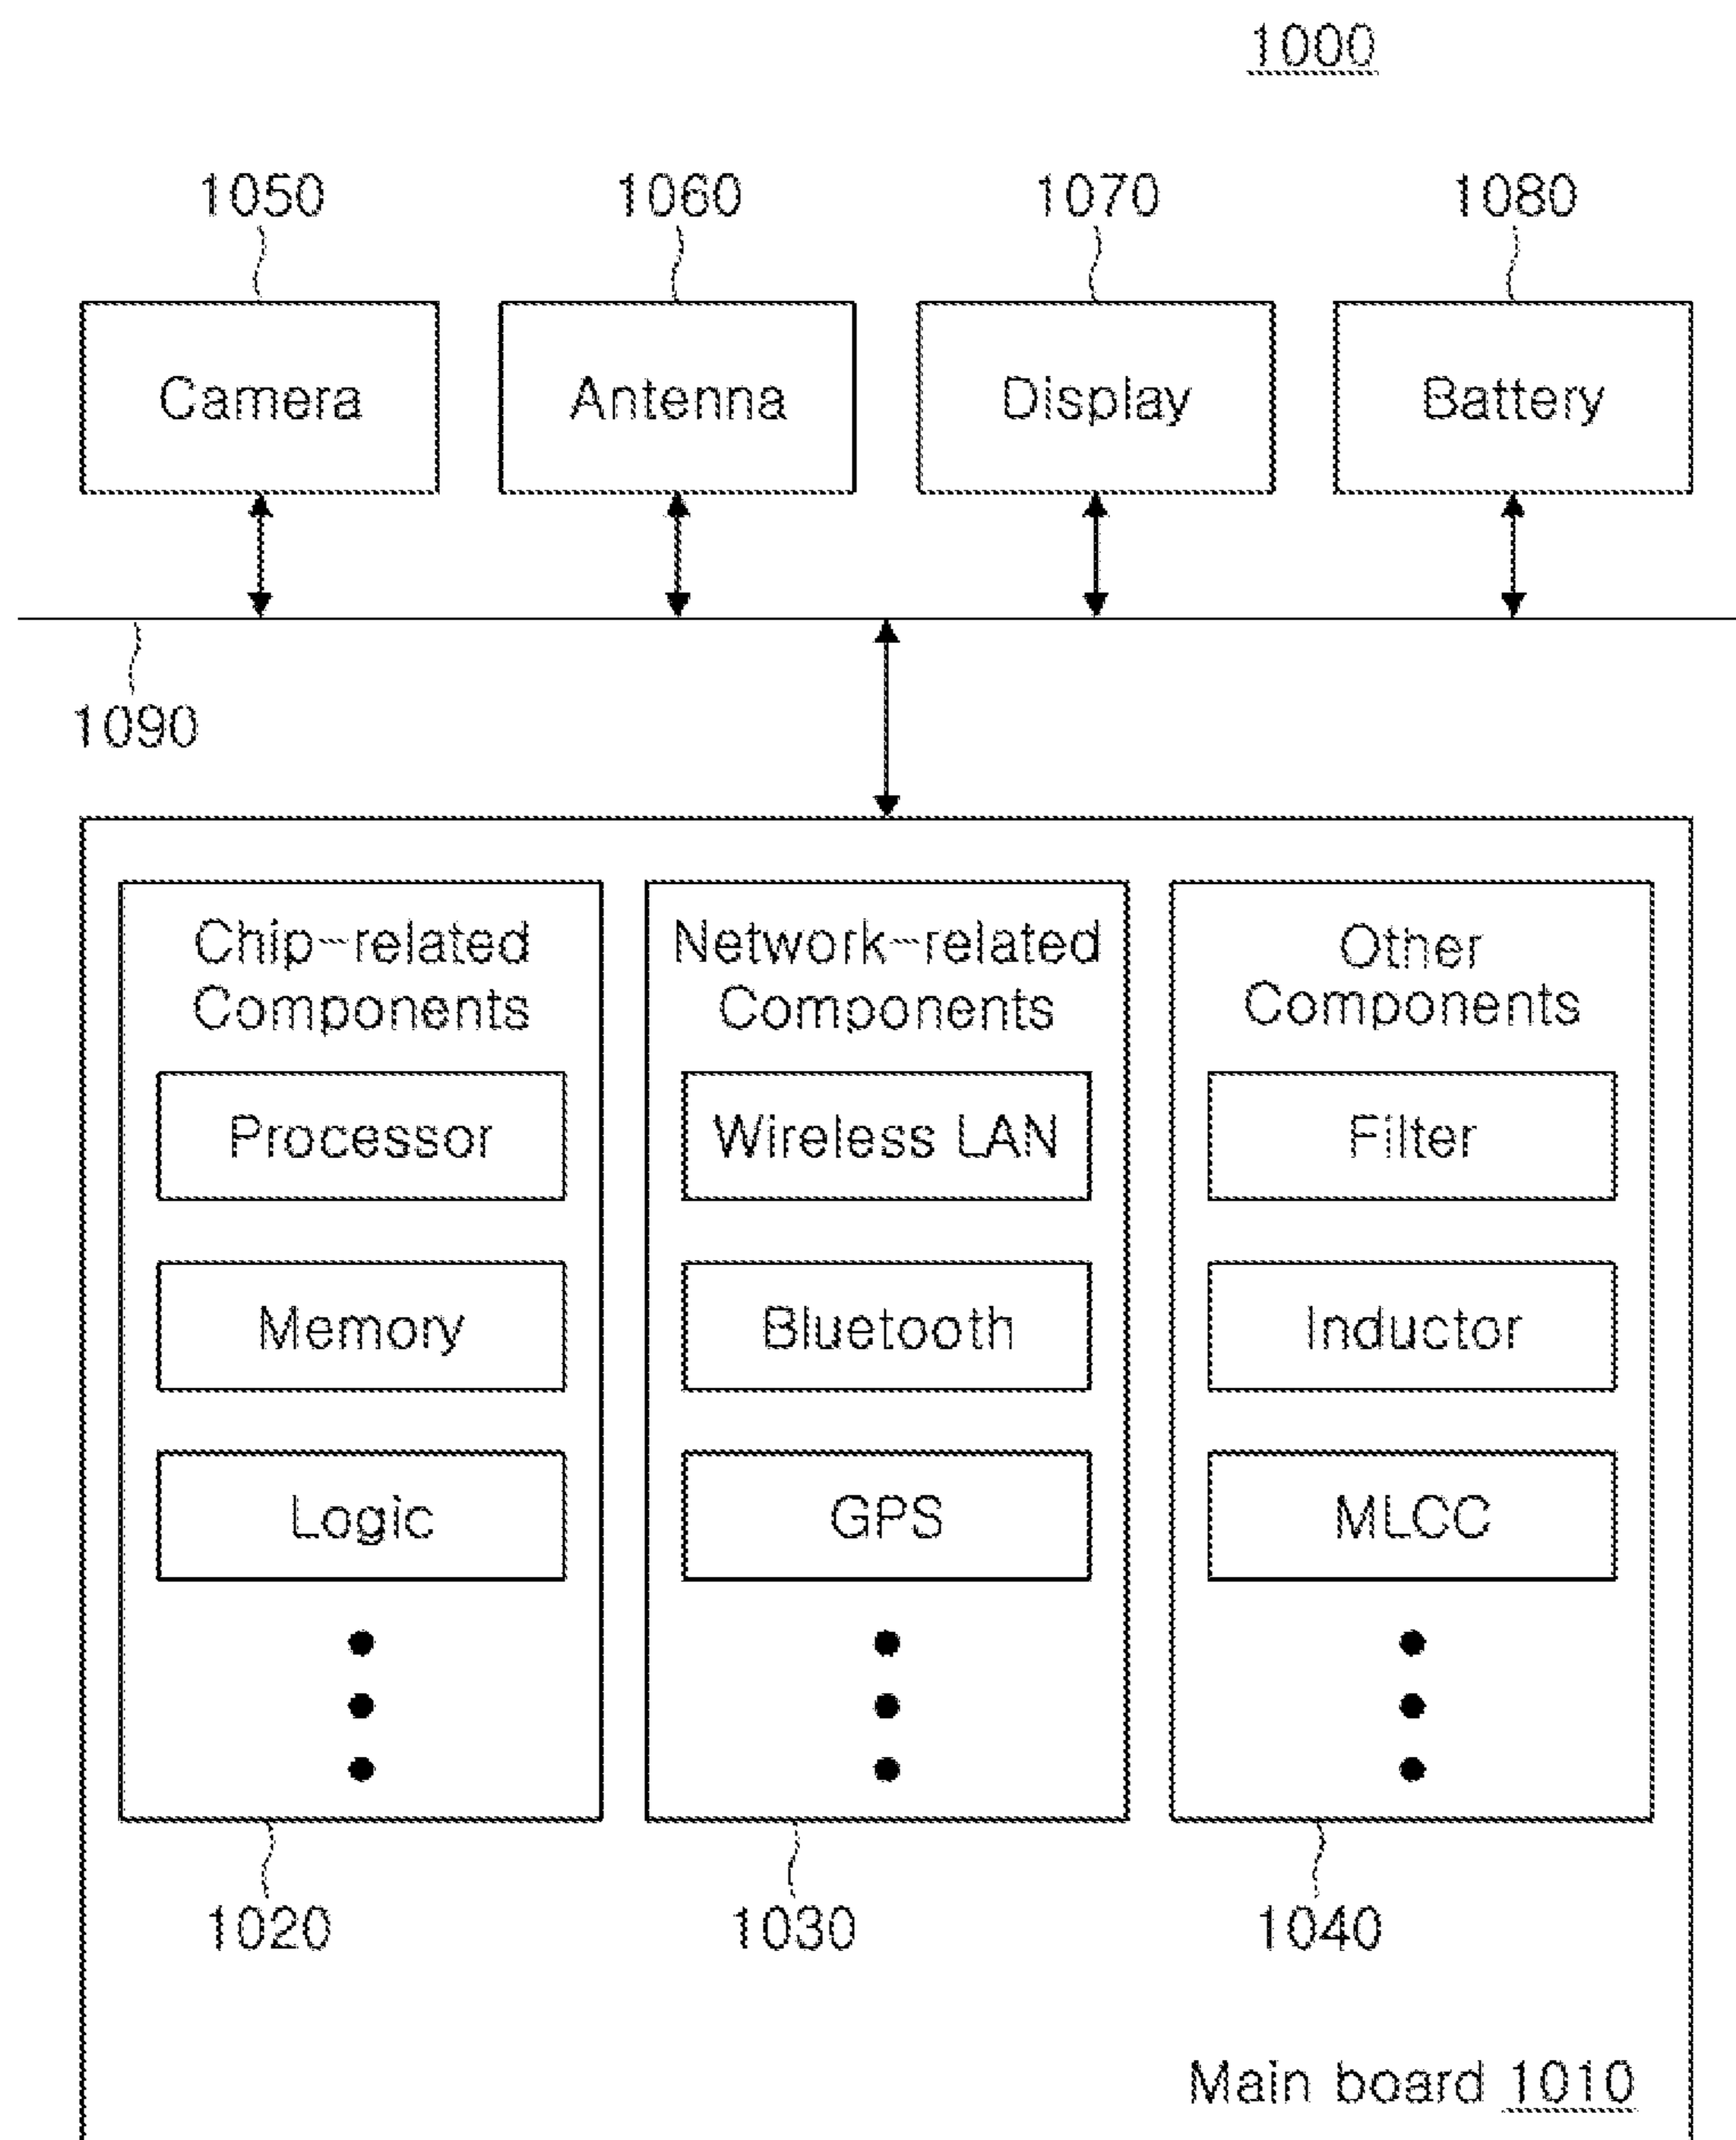 1000
1050
1060
1070
1080
Camera
Antenna
Display
Battery
1090
Chip-related
Components
Processor
Memory
Logic
1020
Network-related
Components
Wireless LAN
Bluetooth
GPS
1030
Other
Components
Filter
Inductor
MLCC
1040
Main board 1010